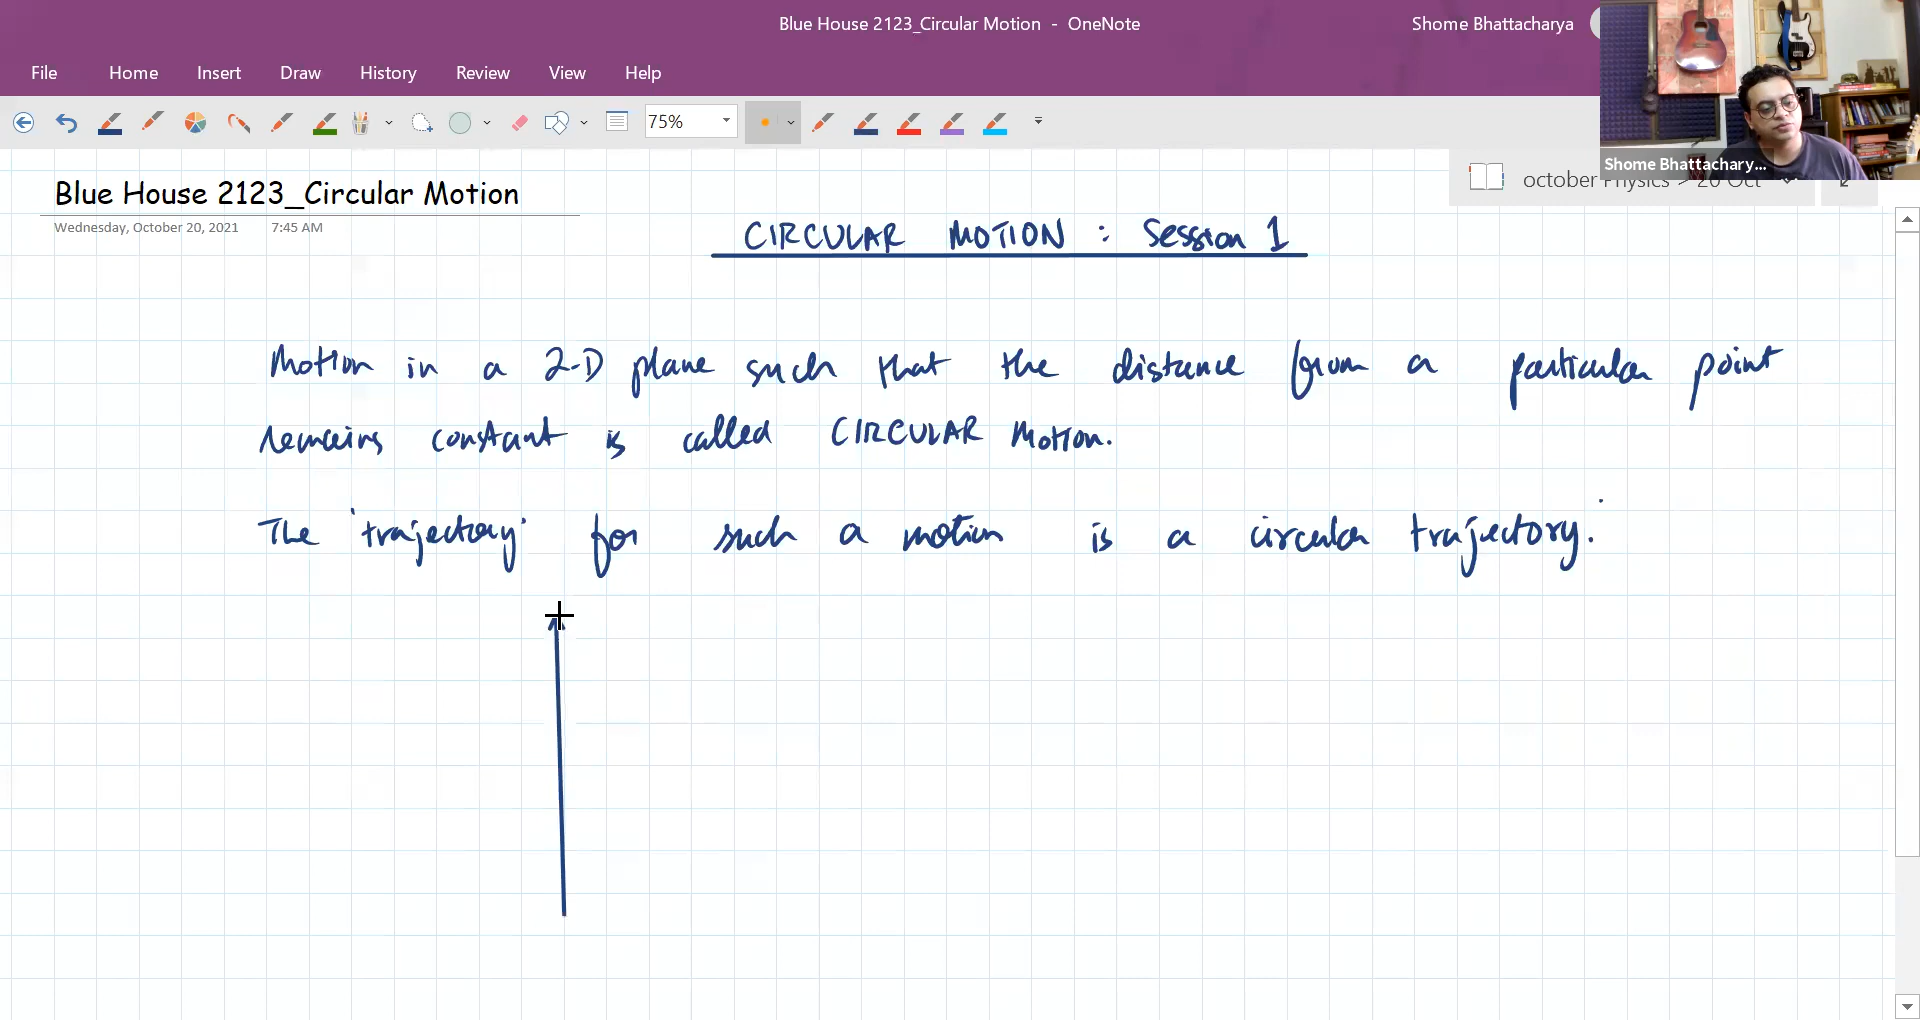 Blue House 2123_Circular Motion - OneNote
Shome Bhattacharya
File Home Insert Draw History Review View Help
75%
Shome Bhattachary...
october Physics > 20 Oct
Blue House 2123_Circular Motion
Wednesday, October 20, 2021 7:45 AM
CIRCULAR MOTION : Session 1
Motion in a 2-D plane such that the distance from a particular point
remains constant is called CIRCULAR Motion.
The 'trajectory' for such a motion is a circular trajectory.